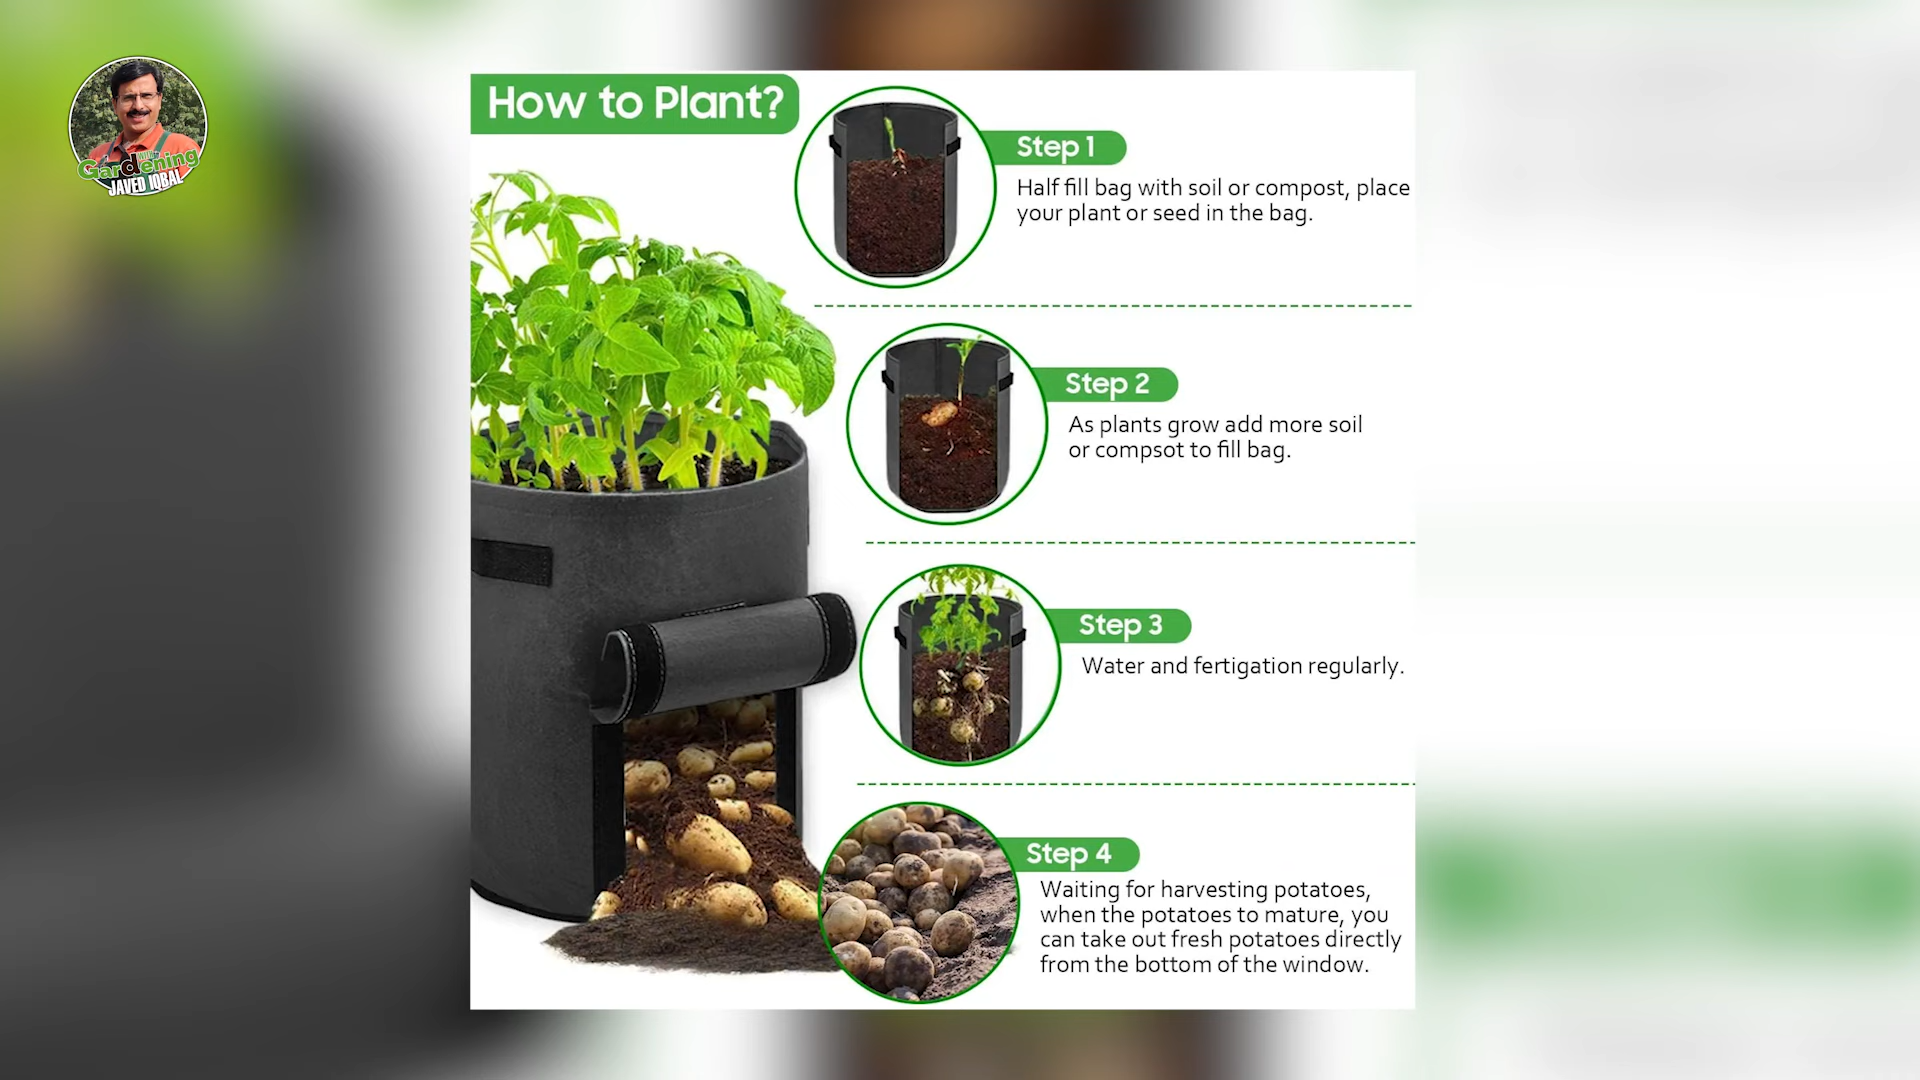 Gardening
WITH
JAVED IQBAL
How to Plant?
Step 1
Half fill bag with soil or compost, place
your plant or seed in the bag.
Step 2
As plants grow add more soil
or compsot to fill bag.
Step 3
Water and fertigation regularly.
Step 4
Waiting for harvesting potatoes,
when the potatoes to mature, you
can take out fresh potatoes directly
from the bottom of the window.